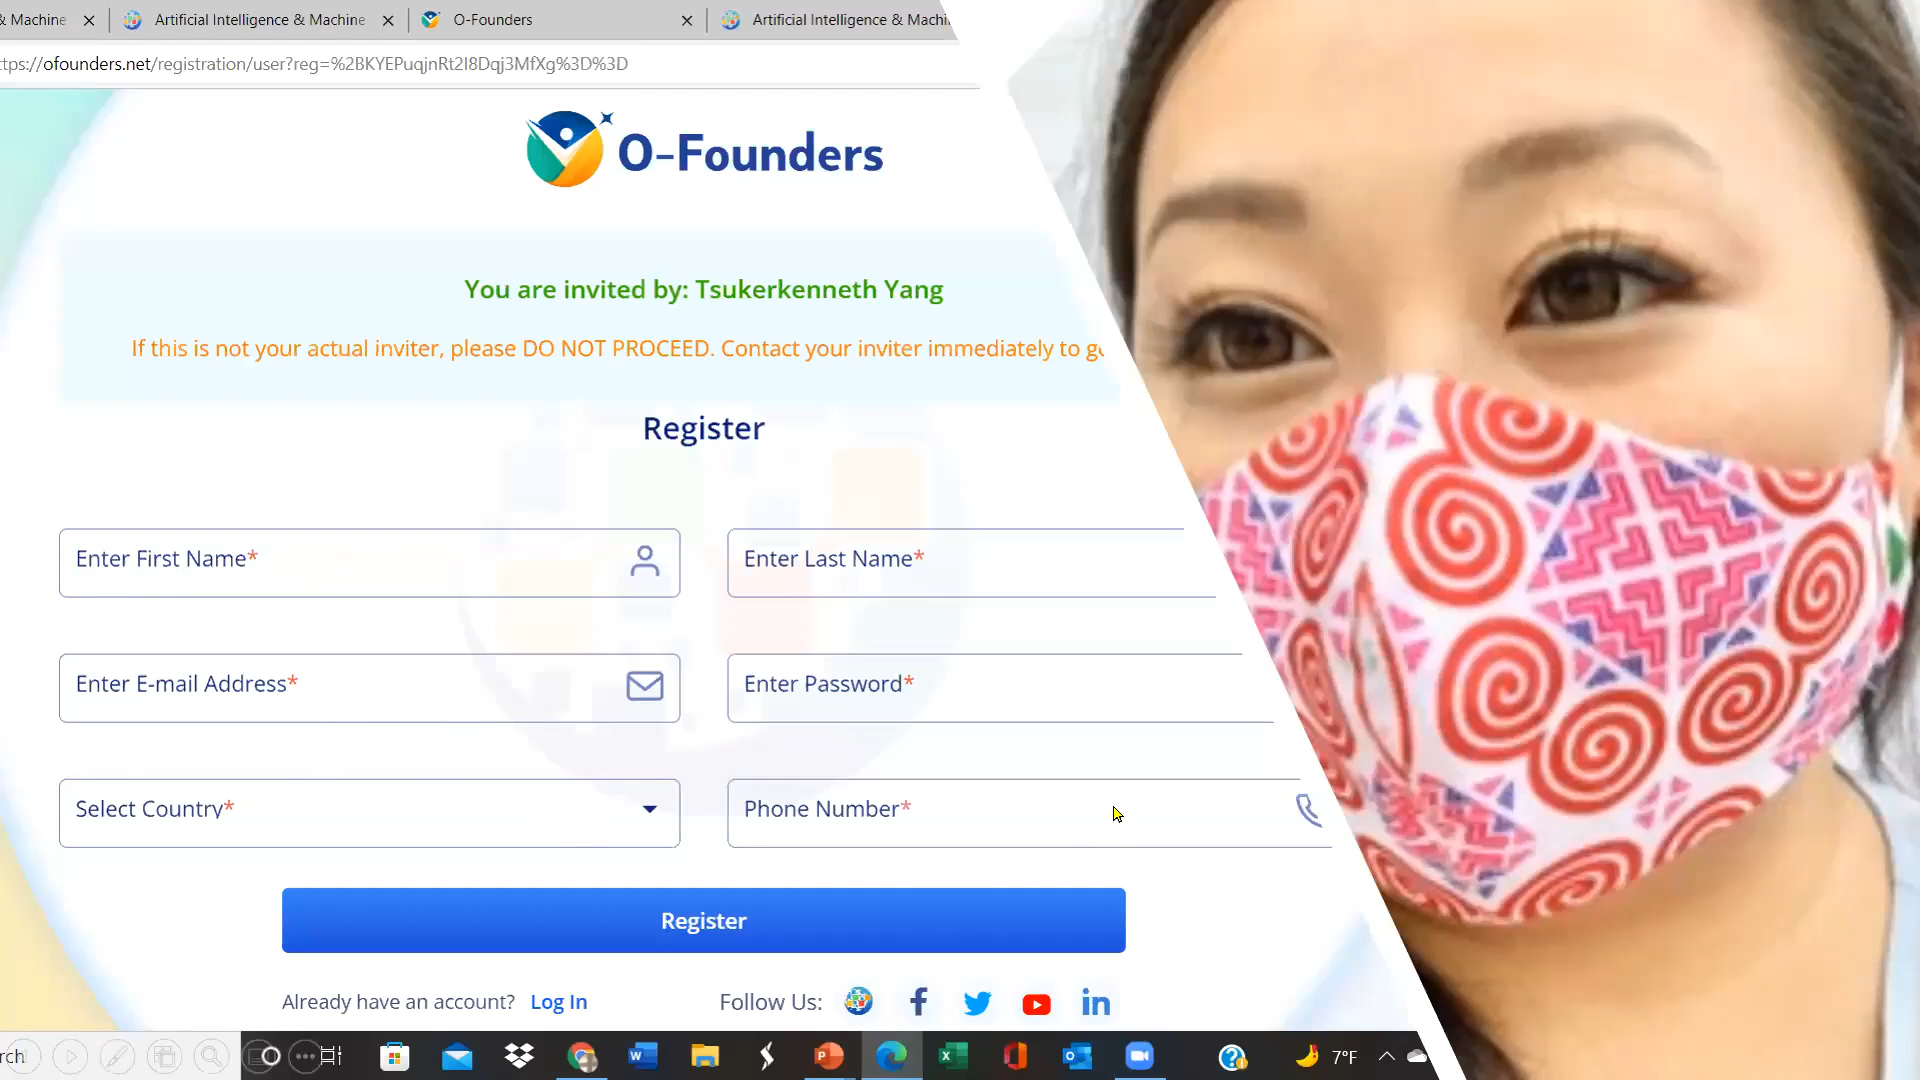 & Machine
Artificial Intelligence & Machine
O-Founders
Artificial Intelligence & Machi
ttps://ofounders.net/registration/user?reg=%2BKYEPuqjnRt2I8Dqj3MfXg%3D%3D
O-Founders
You are invited by: Tsukerkenneth Yang
If this is not your actual inviter, please DO NOT PROCEED. Contact your inviter immediately to g
Register
Enter First Name*
Enter Last Name*
Enter E-mail Address*
Enter Password*
Select Country*
Phone Number*
Register
Already have an account? Log In
Follow Us:
rch
7°F